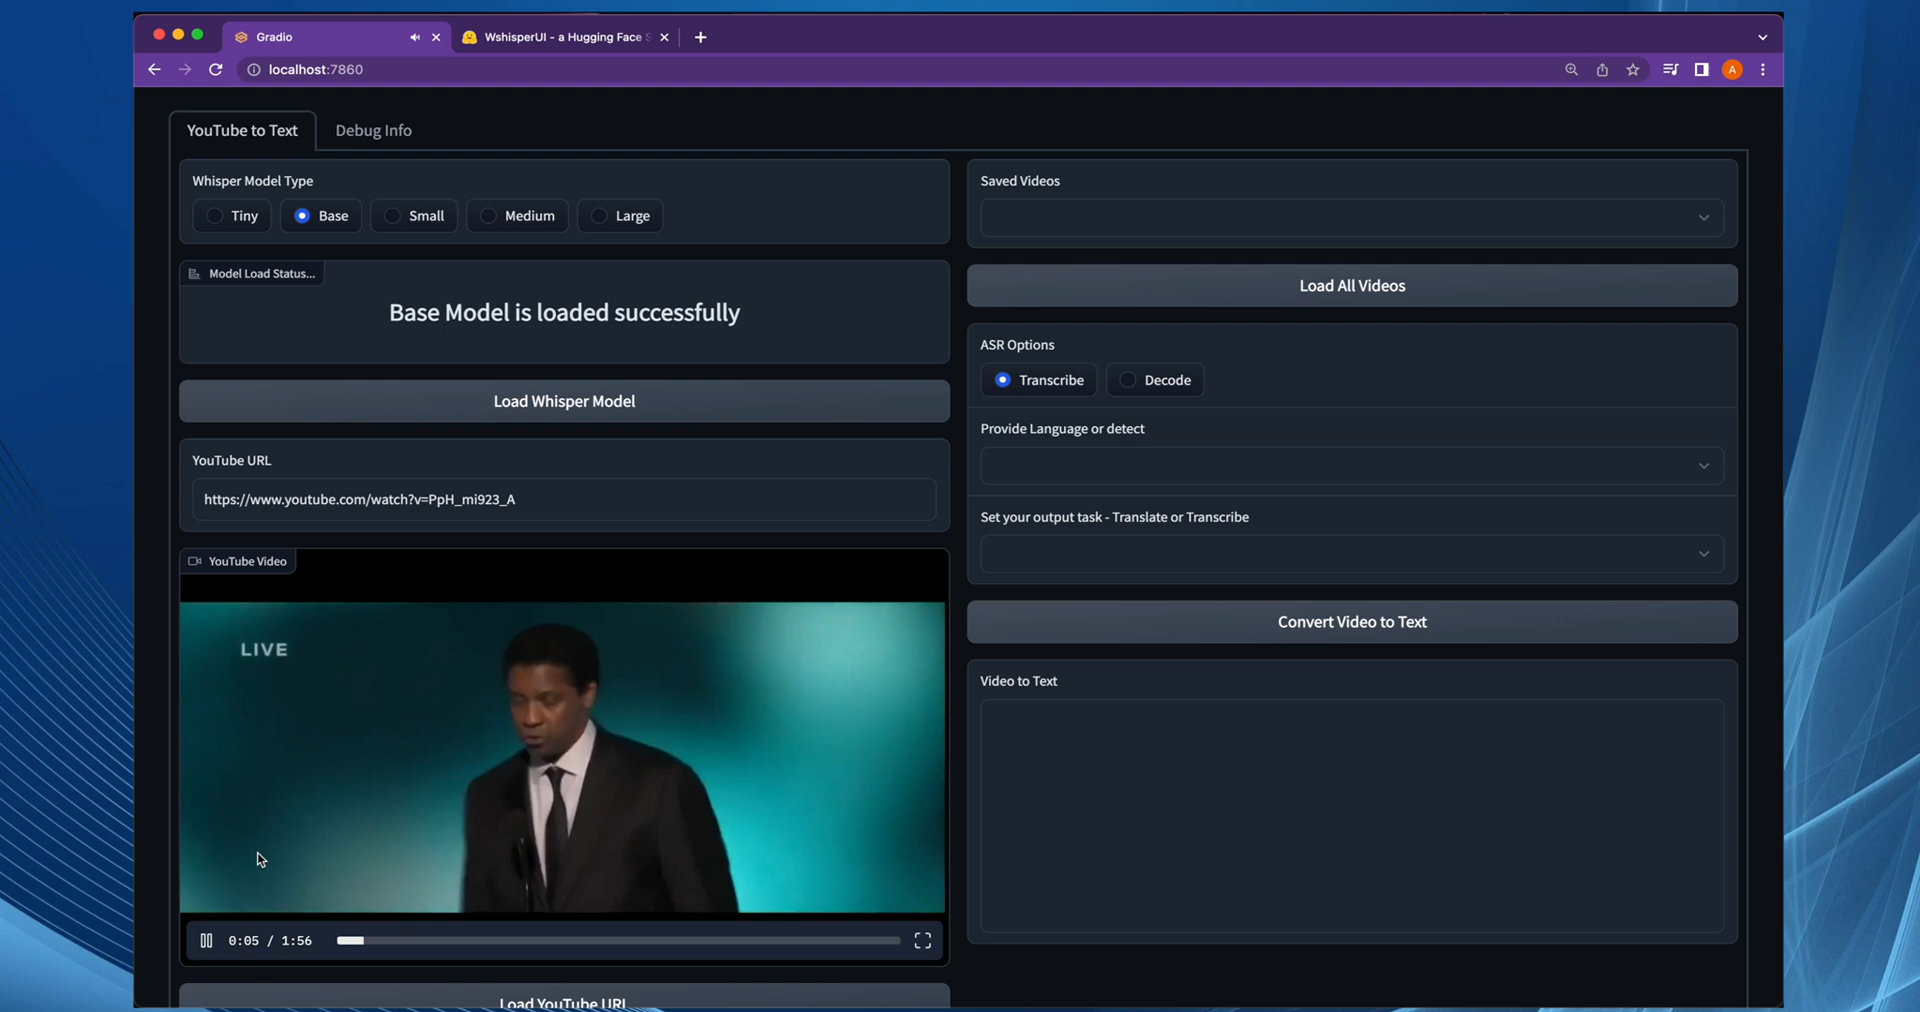 Gradio
WshisperUI - a Hugging Face S
localhost:7860
A
YouTube to Text
Debug Info
Whisper Model Type
Tiny
Base
Small
Medium
Large
Model Load Status...
Base Model is loaded successfully
Load Whisper Model
YouTube URL
https://www.youtube.com/watch?v=PpH_mi923_A
YouTube Video
LIVE
0:05 / 1:56
Load YouTube URL
Saved Videos
Load All Videos
ASR Options
Transcribe
Decode
Provide Language or detect
Set your output task - Translate or Transcribe
Convert Video to Text
Video to Text